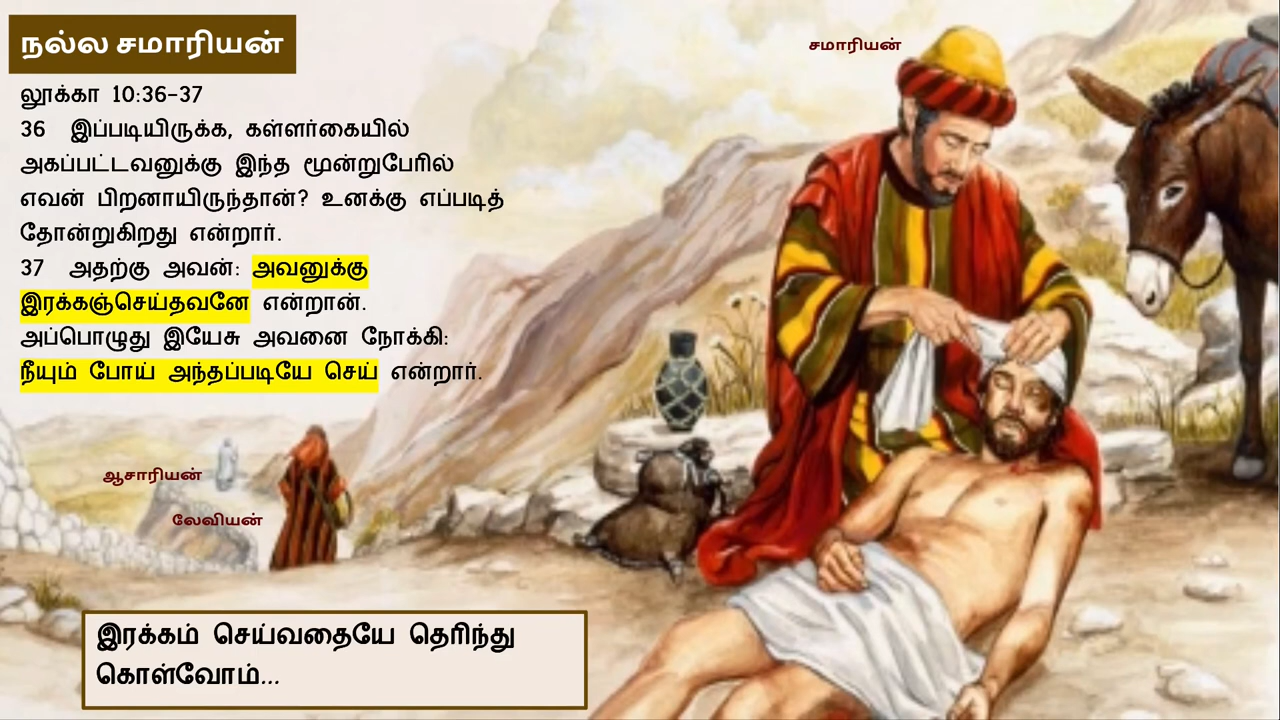 நல்ல சமாரியன்
சமாரியன்
லூக்கா 10:36-37
36 இப்படியிருக்க, கள்ளர்கையில்
அகப்பட்டவனுக்கு இந்த மூன்றுபேரில்
எவன் பிறனாயிருந்தான்? உனக்கு எப்படித்
தோன்றுகிறது என்றார்.
37 அதற்கு அவன்: அவனுக்கு
இரக்கஞ்செய்தவனே என்றான்.
அப்பொழுது இயேசு அவனை நோக்கி:
நீயும் போய் அந்தப்படியே செய் என்றார்.
ஆசாரியன்
லேவியன்
இரக்கம் செய்வதையே தெரிந்து
கொள்வோம்...